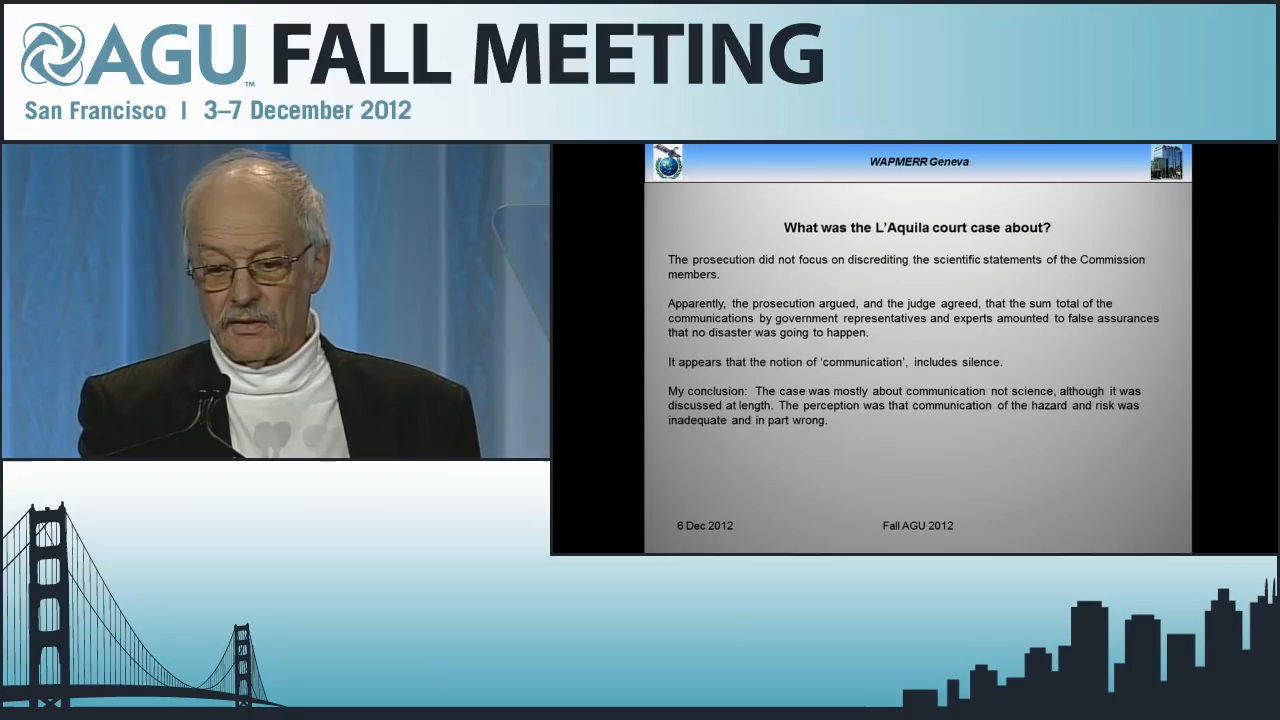 AGU™ FALL MEETING
San Francisco | 3–7 December 2012
WAPMERR Geneva
What was the L'Aquila court case about?
The prosecution did not focus on discrediting the scientific statements of the Commission
members.
Apparently, the prosecution argued, and the judge agreed, that the sum total of the
communications by government representatives and experts amounted to false assurances
that no disaster was going to happen.
It appears that the notion of 'communication', includes silence.
My conclusion: The case was mostly about communication not science, although it was
discussed at length. The perception was that communication of the hazard and risk was
inadequate and in part wrong.
6 Dec 2012
Fall AGU 2012